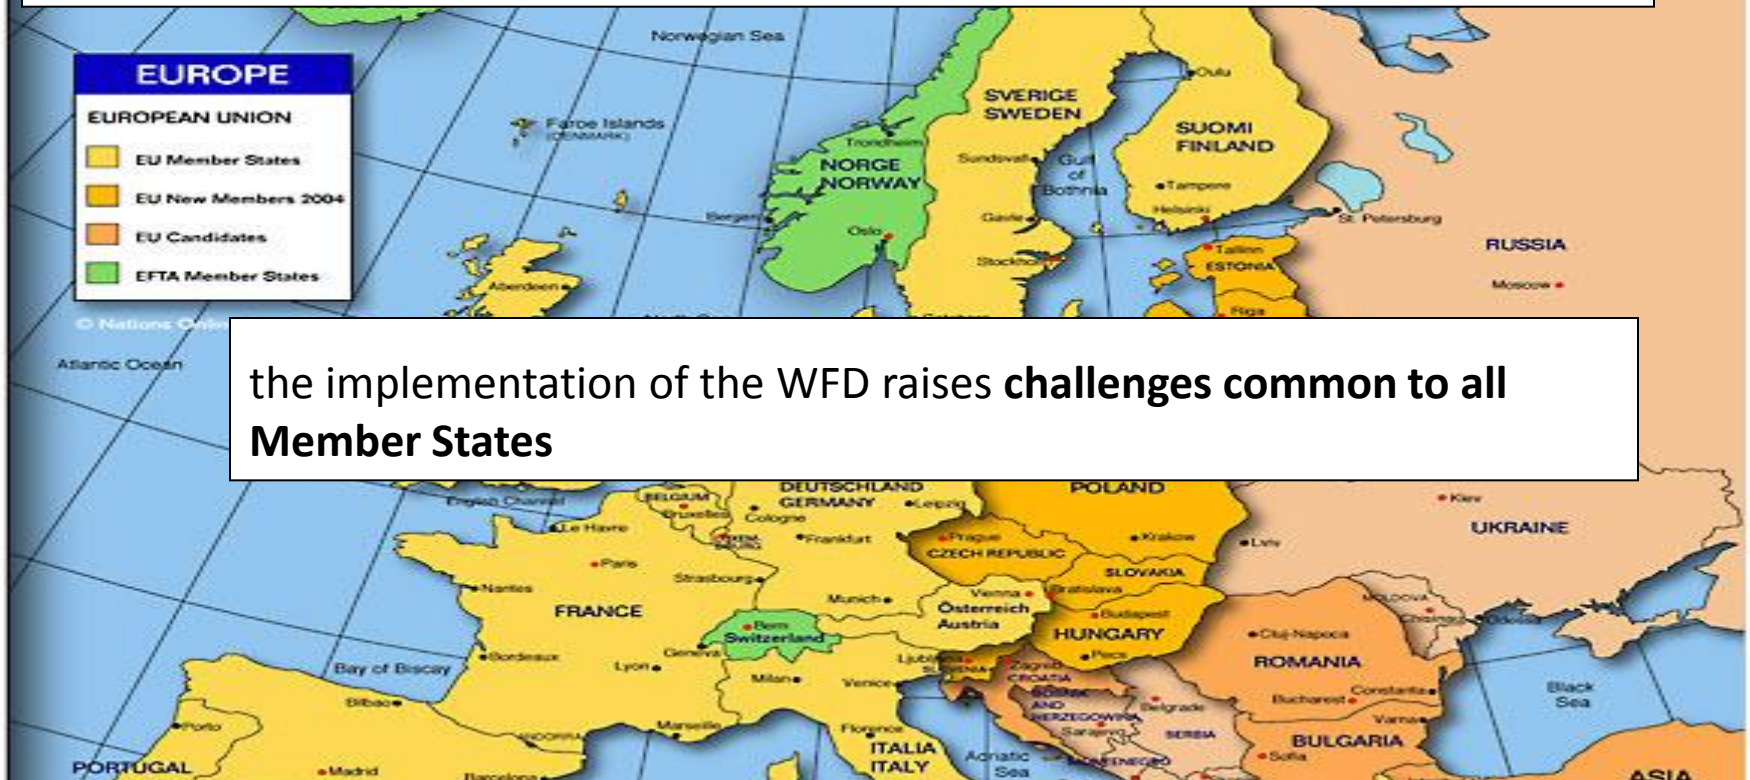 Norwegian Sea
EUROPE
EUROPEAN UNION
EU Member States
EU New Members 2004
EU Candidates
EFTA Member States
© Nations
Atlantic Ocean
Faroe Islands
(DENMARK)
SVERIGE
SWEDEN
Oulu
SUOMI
FINLAND
Trondheim
NORGE
NORWAY
Sundsvall
Gulf
of
Bothnia
Tampere
Bergen
Oslo
Gavle
Helsinki
St. Petersburg
RUSSIA
Moscow
Tallinn
ESTONIA
Riga
Aberdeen
the implementation of the WFD raises challenges common to all
Member States
English Channel
BELGIUM
Bruxelles
DEUTSCHLAND
GERMANY
Leipzig
Cologne
Frankfurt
POLAND
Kiev
UKRAINE
Le Havre
Paris
Strasbourg
Prague
CZECH REPUBLIC
Krakow
Lviv
SLOVAKIA
Nantes
FRANCE
Munich
Vienna
Bratislava
Österreich
Austria
Budapest
HUNGARY
MOLDOVA
Odessa
Bern
Switzerland
Geneva
Bay of Biscay
Bordeaux
Lyon
Milan
Venice
Pecs
Cluj-Napoca
ROMANIA
Zagreb
CROATIA
AND
HERZEGOWINA
Belgrade
Bucharest
Constanta
Black
Sea
Bilbao
Porto
Marseille
Florence
ITALIA
ITALY
SERBIA
Varna
BULGARIA
Sofia
Adriatic
Sea
PORTUGAL
Madrid
Barcelona
ASIA